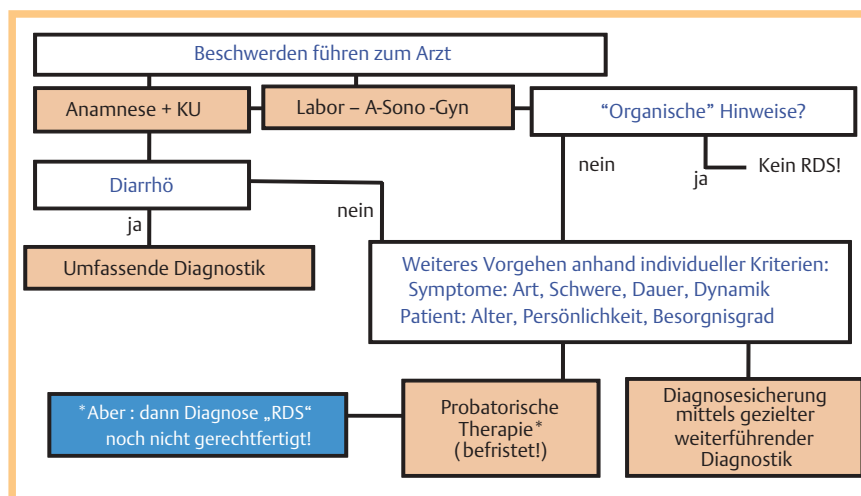 Beschwerden führen zum Arzt
Anamnese + KU
Labor – A-Sono -Gyn
“Organische” Hinweise?
nein
ja
Kein RDS!
Diarrhö
nein
ja
Umfassende Diagnostik
Weiteres Vorgehen anhand individueller Kriterien:
Symptome: Art, Schwere, Dauer, Dynamik
Patient: Alter, Persönlichkeit, Besorgnisgrad
*Aber : dann Diagnose „RDS“
noch nicht gerechtfertigt!
Probatorische
Therapie*
(befristet!)
Diagnosesicherung
mittels gezielter
weiterführender
Diagnostik